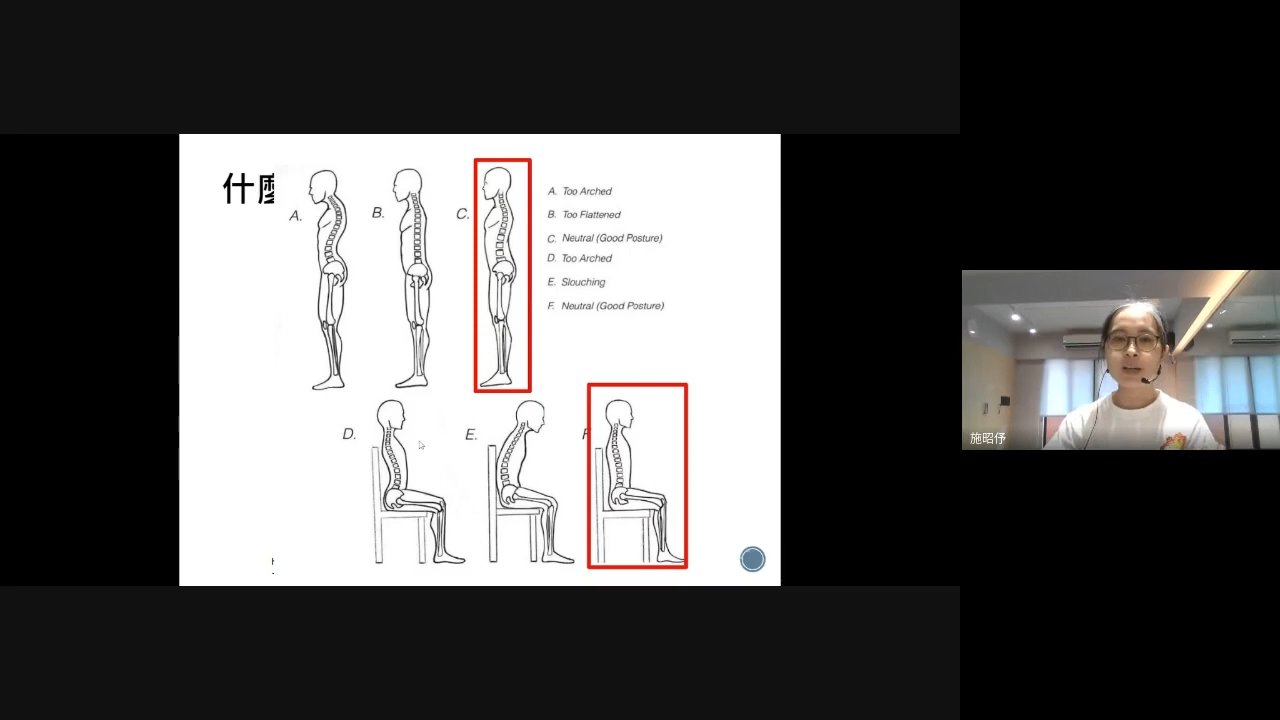 什麼
A.
B.
C.
A. Too Arched
B. Too Flattened
C. Neutral (Good Posture)
D. Too Arched
E. Slouching
F. Neutral (Good Posture)
D.
E.
F
施昭伃